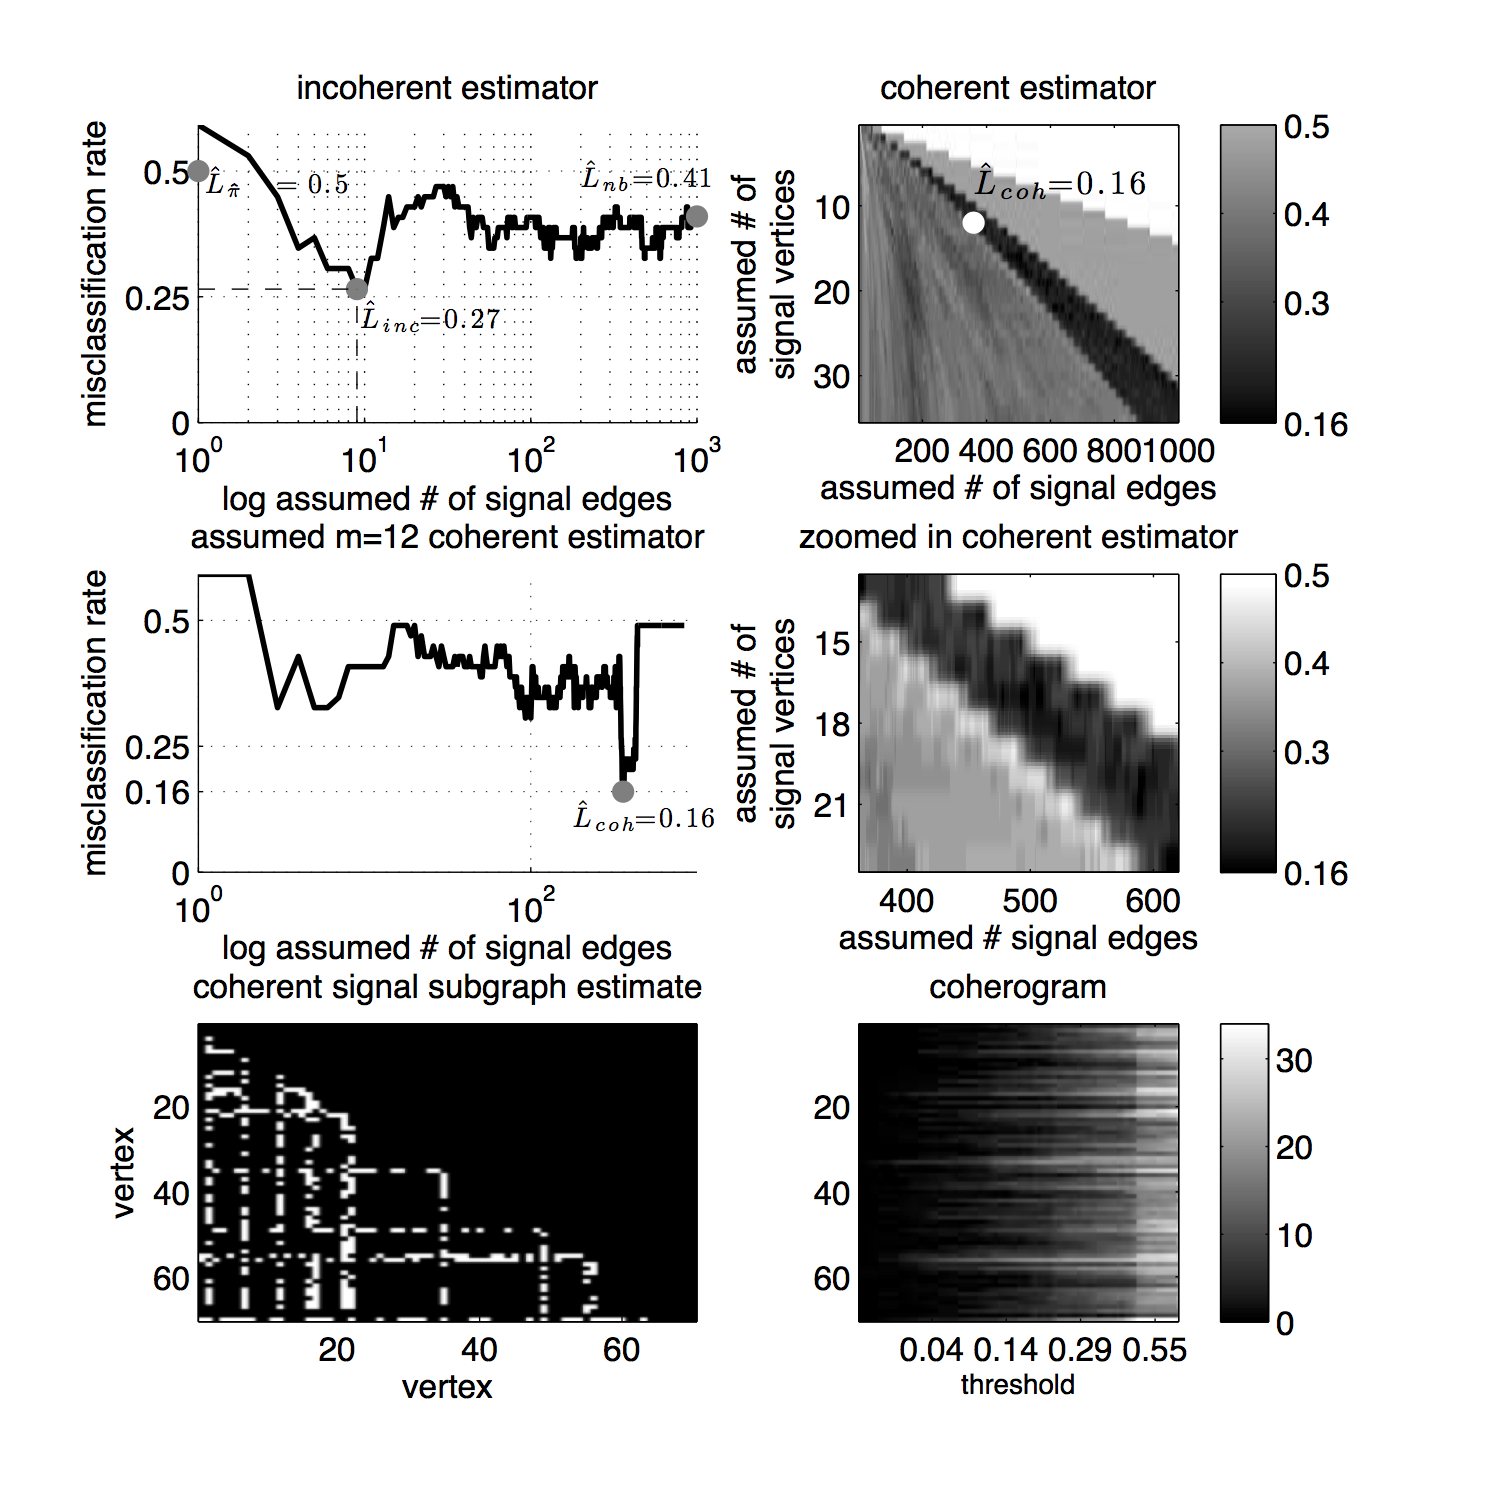 incoherent estimator
misclassification rate
0.5
0.25
0
L̂π̂ = 0.5
L̂nb=0.41
L̂inc=0.27
10^0 10^1 10^2 10^3
log assumed # of signal edges
coherent estimator
assumed # of
signal vertices
10
20
30
L̂coh=0.16
200 400 600 8001000
assumed # of signal edges
0.5
0.4
0.3
0.16
assumed m=12 coherent estimator
misclassification rate
0.5
0.25
0.16
0
L̂coh=0.16
10^0 10^2
log assumed # of signal edges
zoomed in coherent estimator
assumed # of
signal vertices
15
18
21
400 500 600
assumed # signal edges
0.5
0.4
0.3
0.16
coherent signal subgraph estimate
vertex
20
40
60
20 40 60
vertex
coherogram
20
40
60
0.04 0.14 0.29 0.55
threshold
30
20
10
0